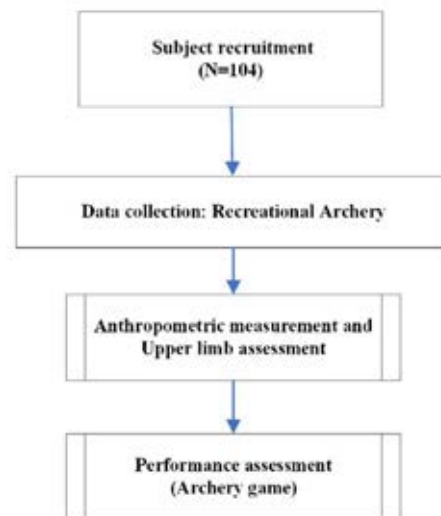 Subject recruitment
(N=104)
Data collection: Recreational Archery
Anthropometric measurement and
Upper limb assessment
Performance assessment
(Archery game)